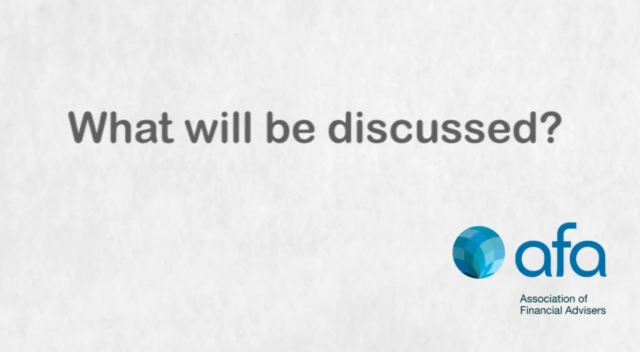 What will be discussed?
afa
Association of
Financial Advisers